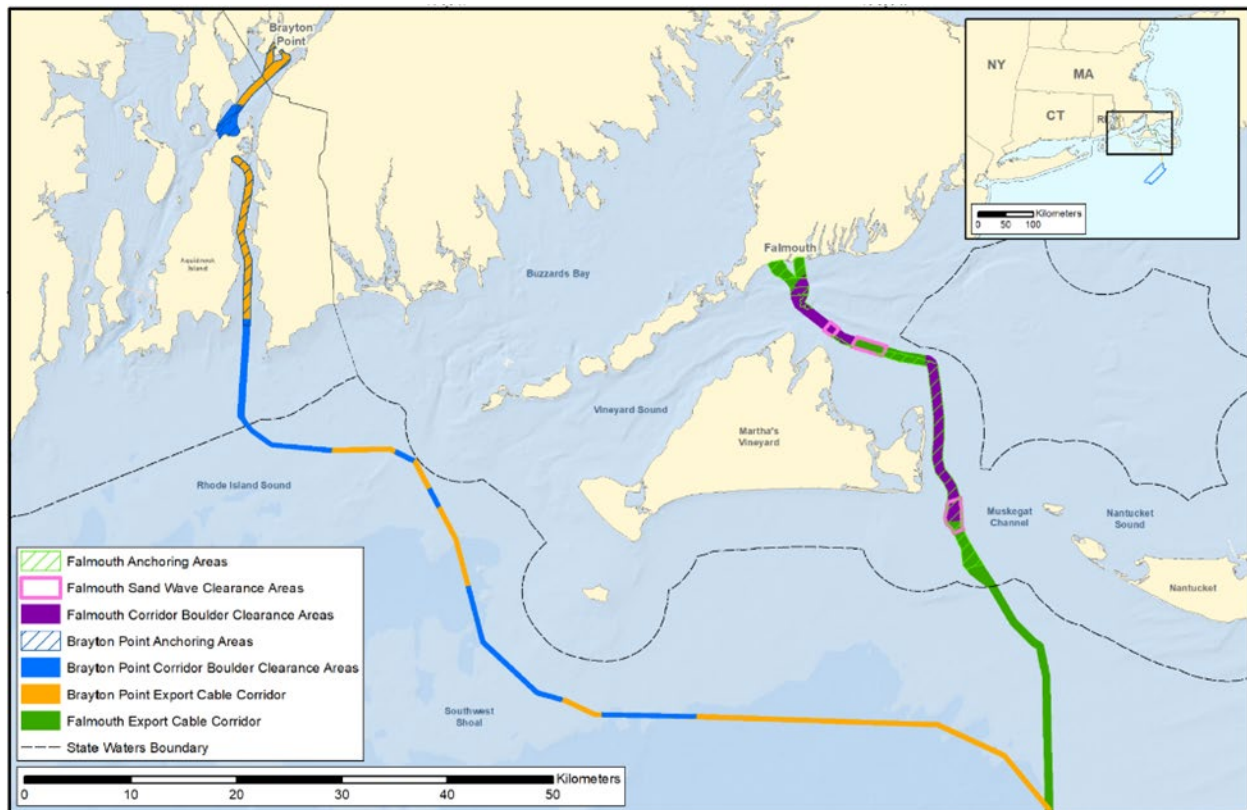 Brayton
Point
NY
MA
CT
Kilometers
0 50 100
Falmouth
Aquidneck
Island
Buzzards Bay
Vineyard Sound
Martha's
Vineyard
Rhode Island Sound
Muskegat
Channel
Nantucket
Sound
Nantucket
Southwest
Shoal
Falmouth Anchoring Areas
Falmouth Sand Wave Clearance Areas
Falmouth Corridor Boulder Clearance Areas
Brayton Point Anchoring Areas
Brayton Point Corridor Boulder Clearance Areas
Brayton Point Export Cable Corridor
Falmouth Export Cable Corridor
State Waters Boundary
Kilometers
0 10 20 30 40 50